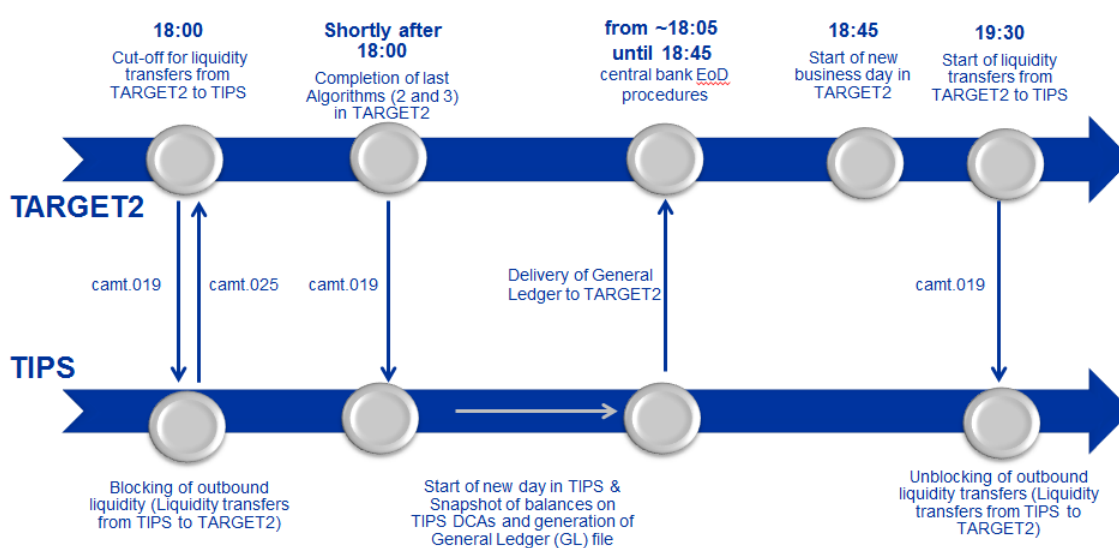 18:00
Cut-off for liquidity
transfers from
TARGET2 to TIPS
Shortly after
18:00
Completion of last
Algorithms (2 and 3)
in TARGET2
from ~18:05
until 18:45
central bank EoD
procedures
18:45
Start of new
business day in
TARGET2
19:30
Start of liquidity
transfers from
TARGET2 to TIPS
TARGET2
camt.019
camt.025
camt.019
Delivery of General
Ledger to TARGET2
camt.019
TIPS
Blocking of outbound
liquidity (Liquidity transfers
from TIPS to TARGET2)
Start of new day in TIPS &
Snapshot of balances on
TIPS DCAs and generation of
General Ledger (GL) file
Unblocking of outbound
liquidity transfers (Liquidity
transfers from TIPS to
TARGET2)